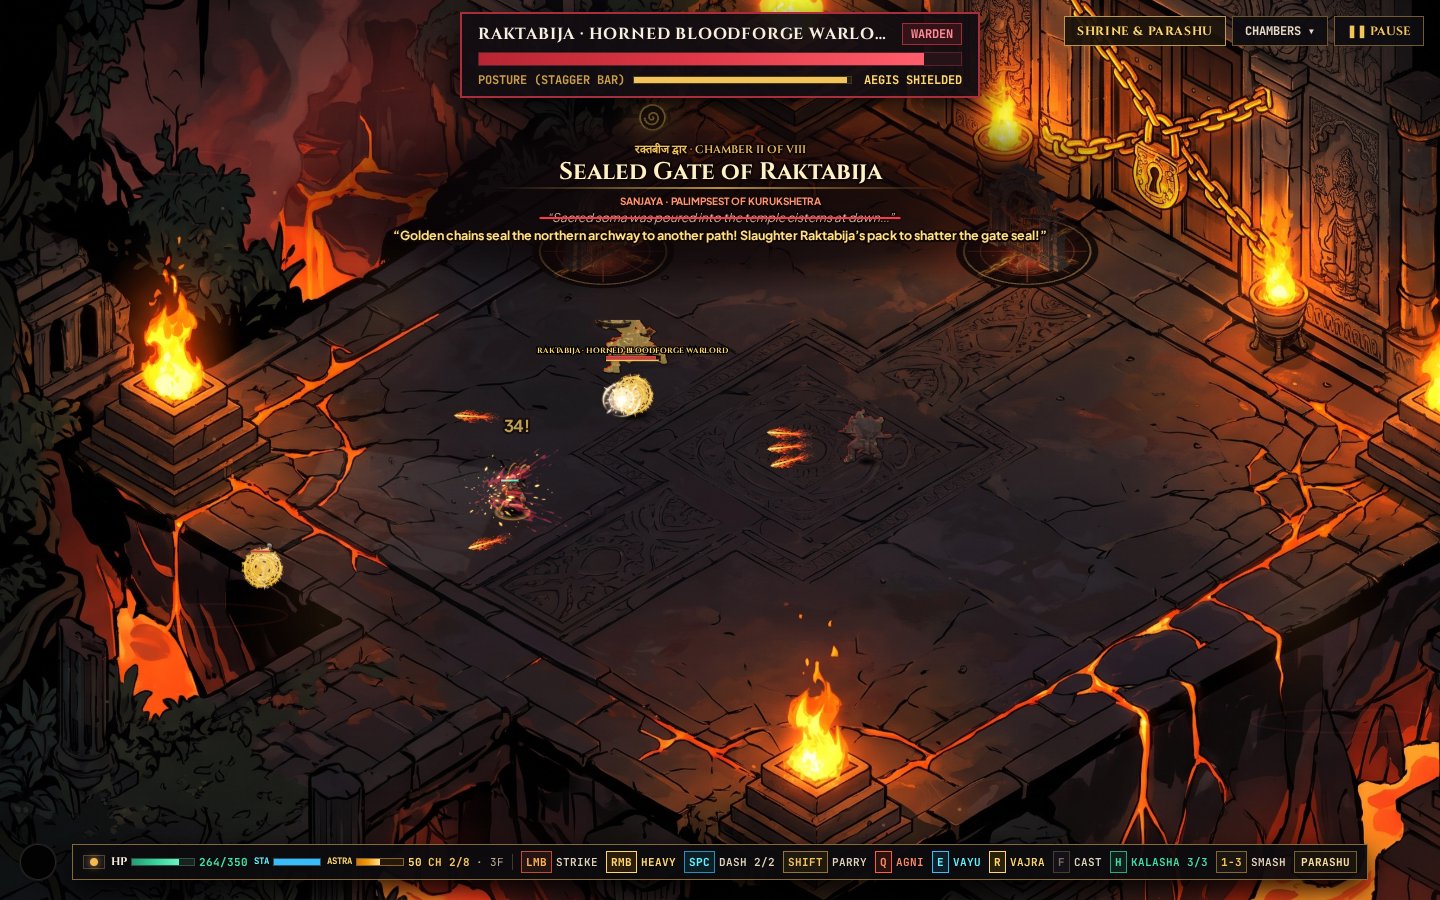 RAKTABIJA · HORNED BLOODFORGE WARLO...
WARDEN
POSTURE (STAGGER BAR)
AEGIS SHIELDED
SHRINE & PARASHU
CHAMBERS ▾
❚❚ PAUSE
रक्तबीज द्वार · CHAMBER II OF VIII
SEALED GATE OF RAKTABIJA
SANJAYA · PALIMPSEST OF KURUKSHETRA
"Sacred soma was poured into the temple cisterns at dawn..."
“Golden chains seal the northern archway to another path! Slaughter Raktabija's pack to shatter the gate seal!”
RAKTABIJA · HORNED BLOODFORGE WARLORD
34!
HP 264/350 STA ASTRA 50 CH 2/8 · 3F LMB STRIKE RMB HEAVY SPC DASH 2/2 SHIFT PARRY Q AGNI E VAYU R VAJRA F CAST H KALASHA 3/3 1-3 SMASH PARASHU